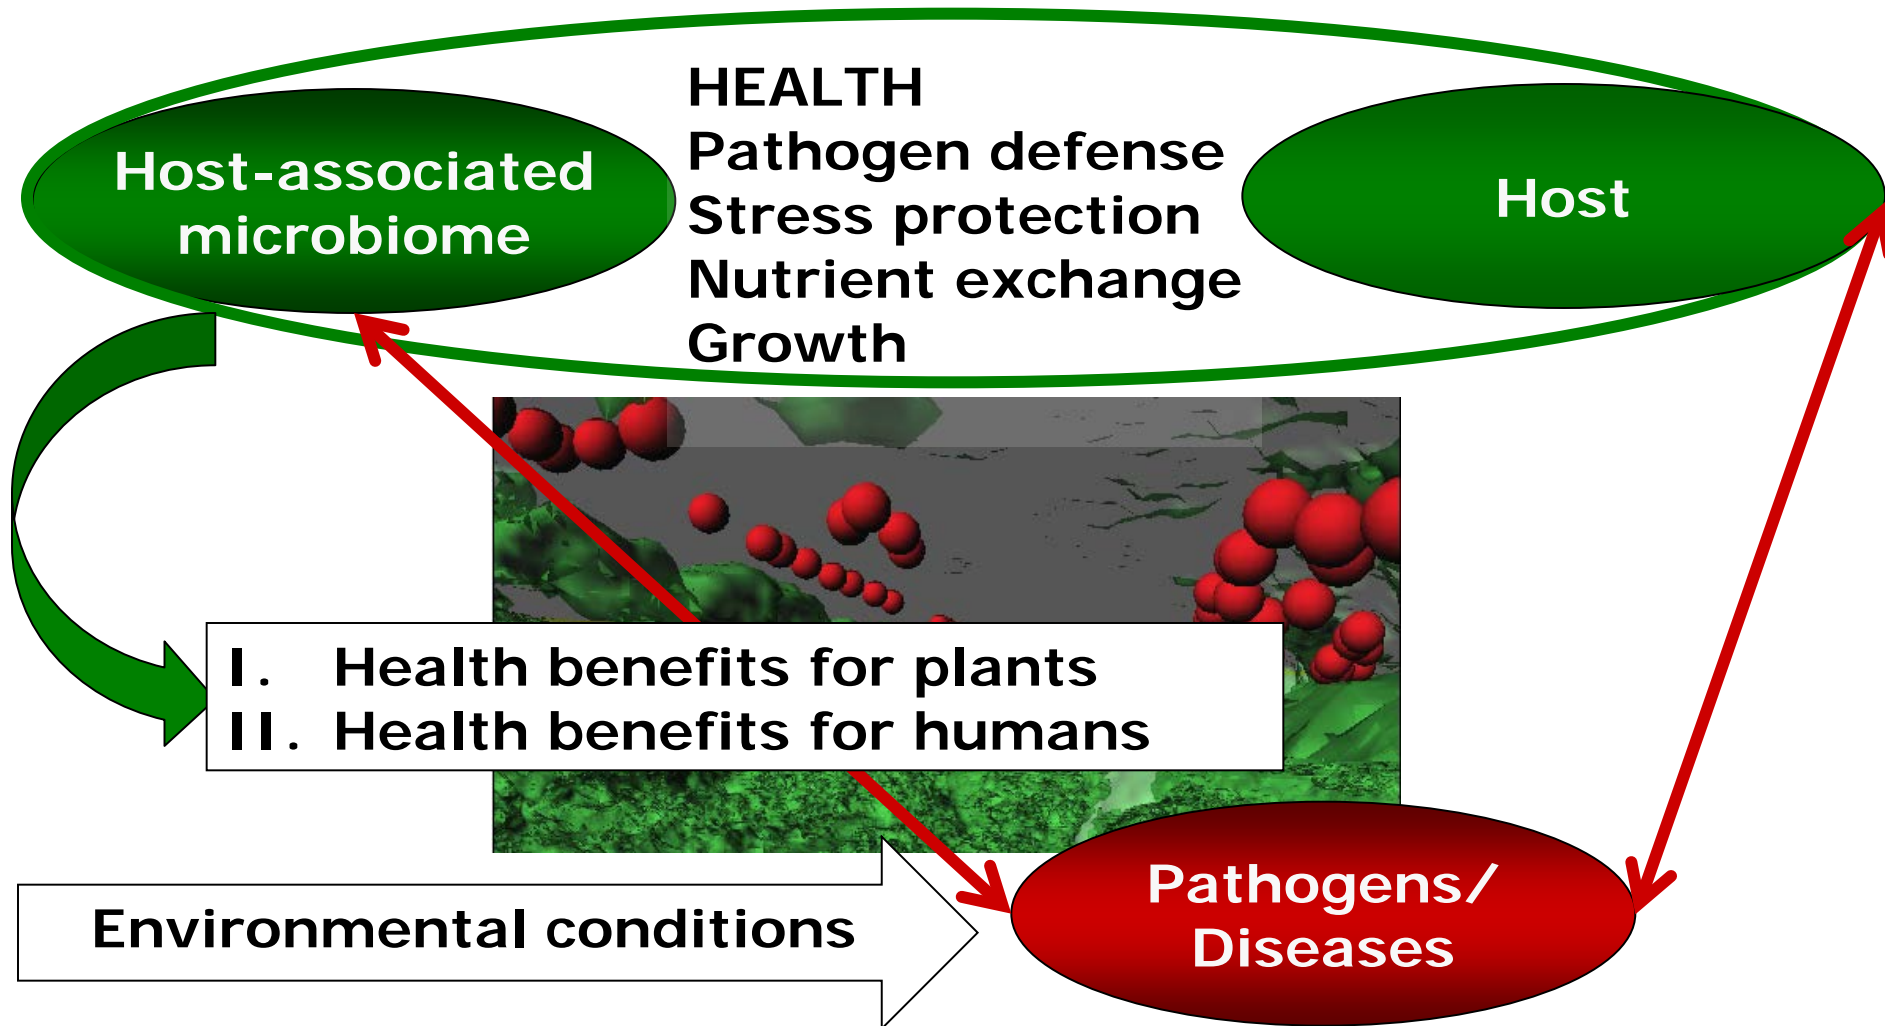 HEALTH
Pathogen defense
Stress protection
Nutrient exchange
Growth
Host-associated
microbiome
Host
I. Health benefits for plants
II. Health benefits for humans
Environmental conditions
Pathogens/
Diseases